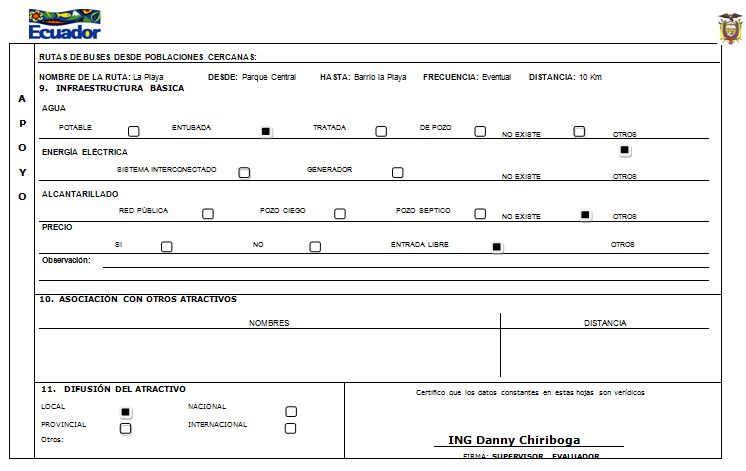 Ecuador
RUTAS DE BUSES DESDE POBLACIONES CERCANAS:
NOMBRE DE LA RUTA: La Playa DESDE: Parque Central HASTA: Barrio la Playa FRECUENCIA: Eventual DISTANCIA: 10 Km
9. INFRAESTRUCTURA BÁSICA
APOYO
AGUA
POTABLE ENTUBADA TRATADA DE POZO NO EXISTE OTROS
ENERGÍA ELÉCTRICA
SISTEMA INTERCONECTADO GENERADOR NO EXISTE OTROS
ALCANTARILLADO
RED PÚBLICA POZO CIEGO POZO SEPTICO NO EXISTE OTROS
PRECIO
SI NO ENTRADA LIBRE OTROS
Observación:
10. ASOCIACIÓN CON OTROS ATRACTIVOS
NOMBRES DISTANCIA
11. DIFUSIÓN DEL ATRACTIVO
LOCAL NACIONAL
PROVINCIAL INTERNACIONAL
Otros:
Certifico que los datos constantes en estas hojas son verídicos
ING Danny Chiriboga
FIRMA: SUPERVISOR EVALUADOR